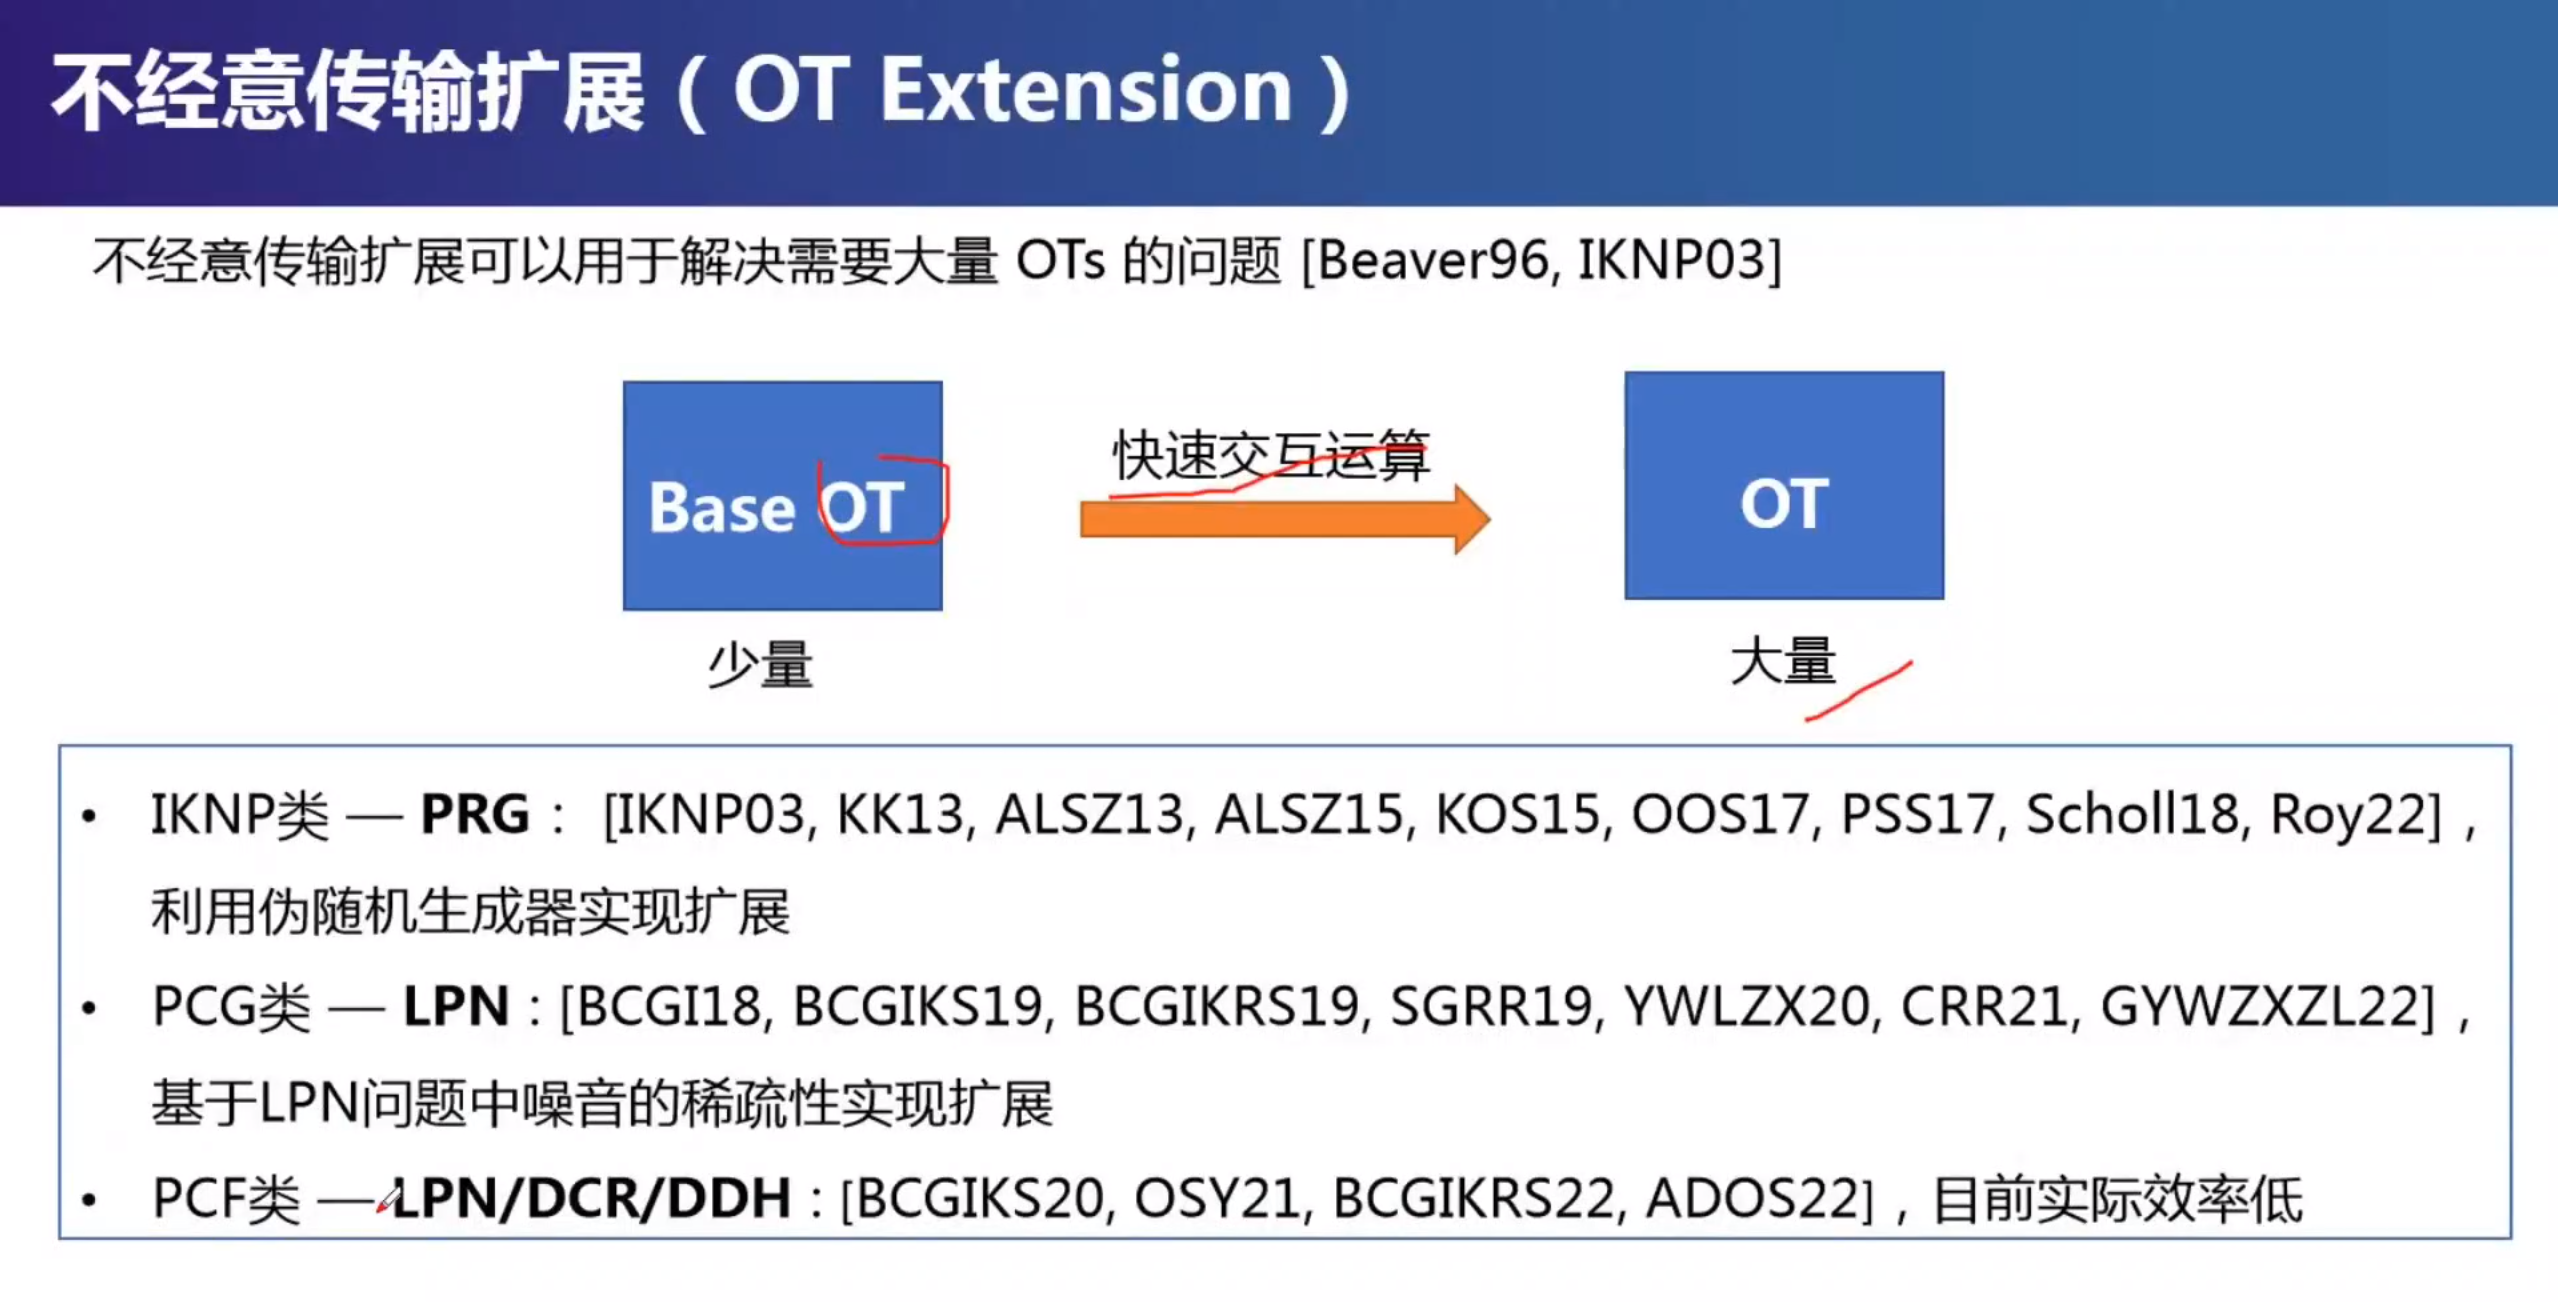 不经意传输扩展（OT Extension）
不经意传输扩展可以用于解决需要大量 OTs 的问题 [Beaver96, IKNP03]
Base OT
快速交互运算
OT
少量
大量
• IKNP类 — PRG： [IKNP03, KK13, ALSZ13, ALSZ15, KOS15, OOS17, PSS17, Scholl18, Roy22]，
利用伪随机生成器实现扩展
• PCG类 — LPN：[BCGI18, BCGIKS19, BCGIKRS19, SGRR19, YWLZX20, CRR21, GYWZXZL22]，
基于LPN问题中噪音的稀疏性实现扩展
• PCF类 — LPN/DCR/DDH：[BCGIKS20, OSY21, BCGIKRS22, ADOS22]，目前实际效率低